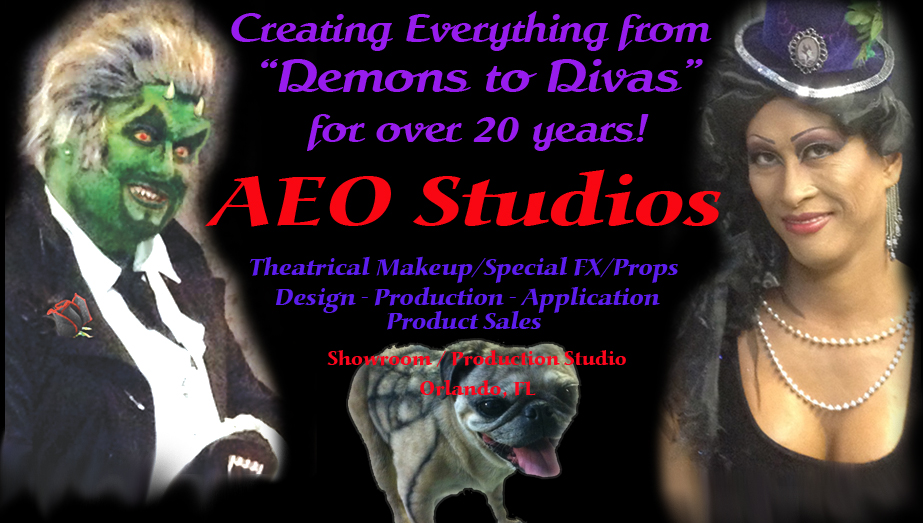 Creating Everything from
“Demons to Divas”
for over 20 years!
AEO Studios
Theatrical Makeup/Special FX/Props
Design - Production - Application
Product Sales
Showroom / Production Studio
Orlando, FL